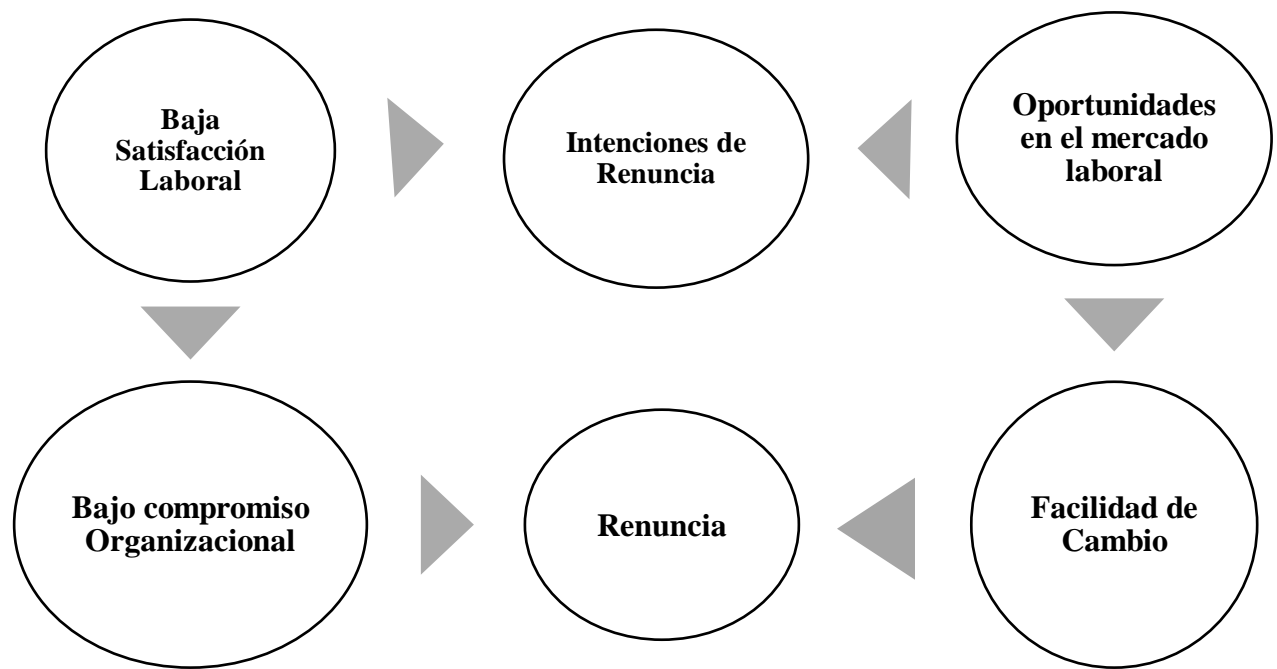 Baja
Satisfacción
Laboral
Intenciones de
Renuncia
Oportunidades
en el mercado
laboral
Bajo compromiso
Organizacional
Renuncia
Facilidad de
Cambio